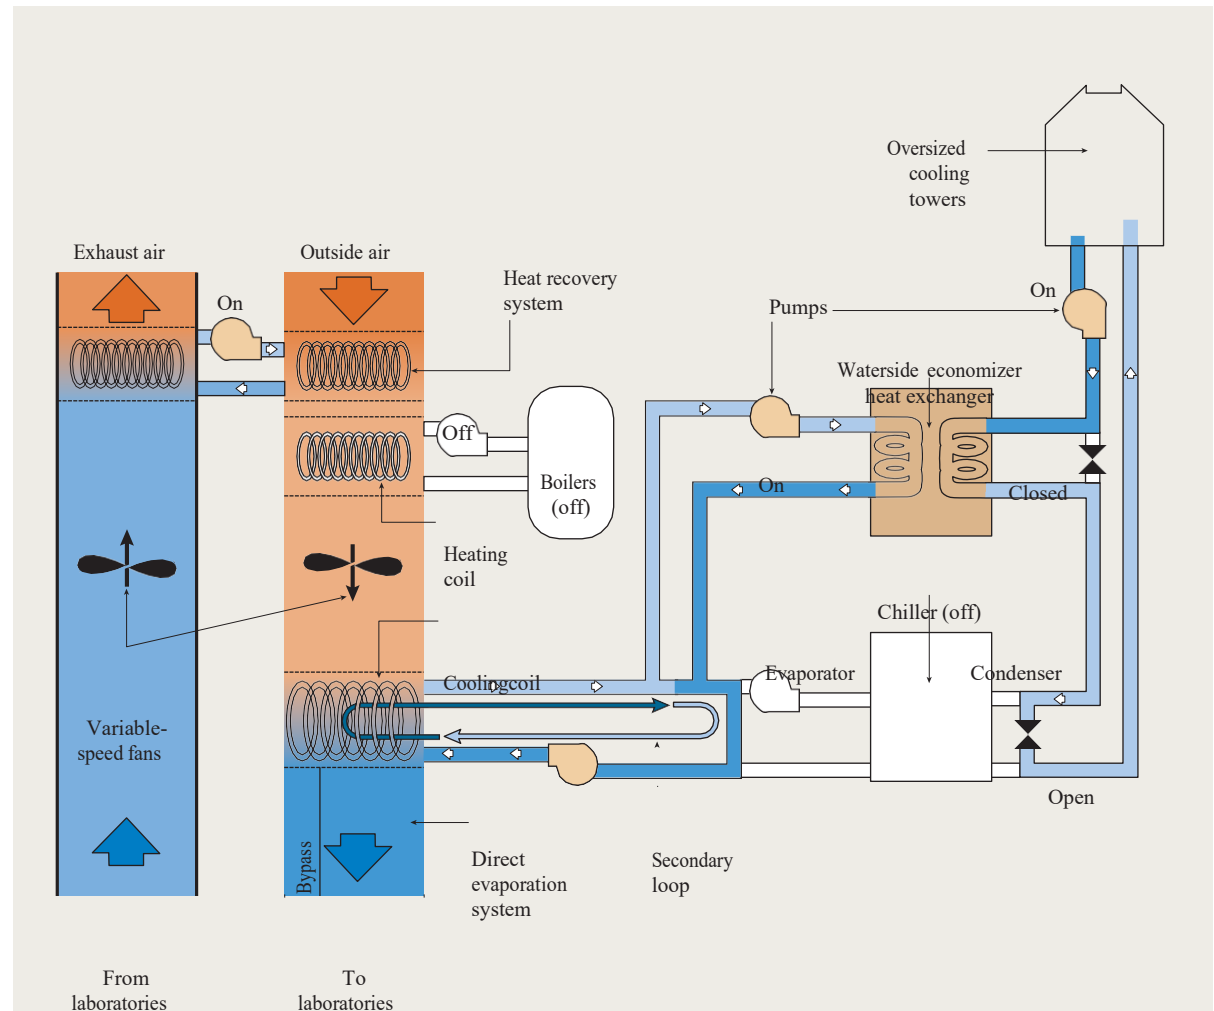 Oversized
cooling
towers
Exhaust air
Outside air
Heat recovery
system
On
On
Pumps
Waterside economizer
heat exchanger
Off
Boilers
(off)
On
Closed
Heating
coil
Chiller (off)
Coolingcoil
Evaporator
Condenser
Variable-
speed fans
Open
Bypass
Direct
evaporation
system
Secondary
loop
From
laboratories
To
laboratories